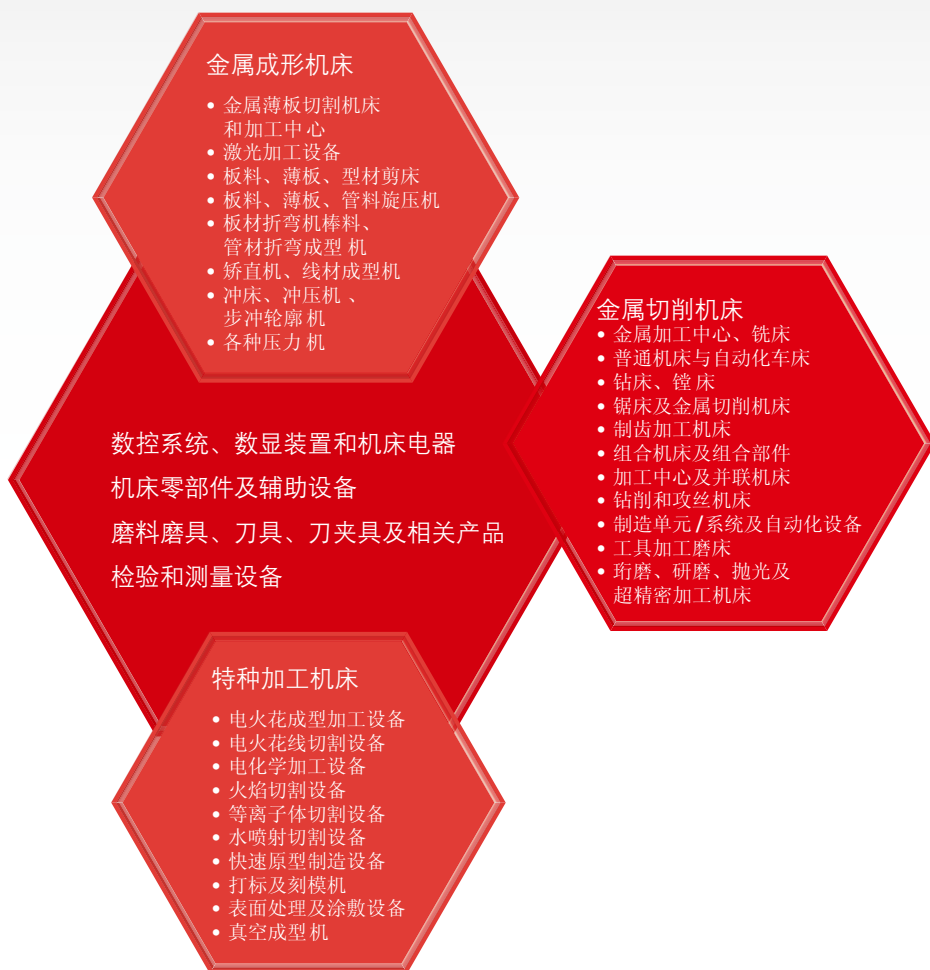 金属成形机床
• 金属薄板切割机床
和加工中心
• 激光加工设备
• 板料、薄板、型材剪床
• 板料、薄板、管料旋压机
• 板材折弯机棒料、
管材折弯成型 机
• 矫直机、线材成型机
• 冲床、冲压机 、
步冲轮廓机
• 各种压力机
数控系统、数显装置和机床电器
机床零部件及辅助设备
磨料磨具、刀具、刀夹具及相关产品
检验和测量设备
金属切削机床
• 金属加工中心、铣床
• 普通机床与自动化车床
• 钻床、镗床
• 锯床及金属切削机床
• 制齿加工机床
• 组合机床及组合部件
• 加工中心及并联机床
• 钻削和攻丝机床
• 制造单元/系统及自动化设备
• 工具加工磨床
• 珩磨、研磨、抛光及
超精密加工机床
特种加工机床
• 电火花成型加工设备
• 电火花线切割设备
• 电化学加工设备
• 火焰切割设备
• 等离子体切割设备
• 水喷射切割设备
• 快速原型制造设备
• 打标及刻模机
• 表面处理及涂敷设备
• 真空成型机